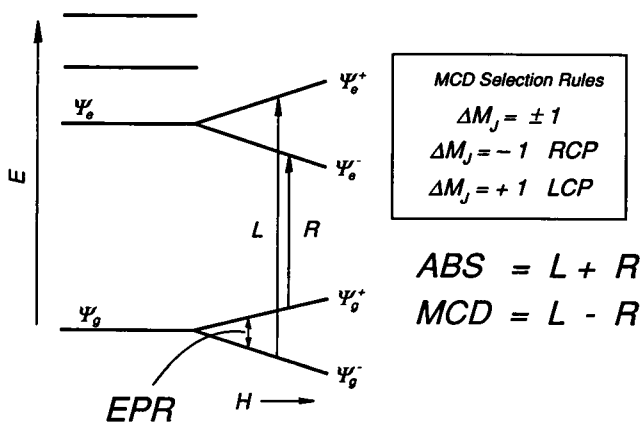 E
Ψe
Ψg
Ψe+
Ψe-
L
R
Ψg+
Ψg-
EPR
H
MCD Selection Rules
ΔMJ = ± 1
ΔMJ = - 1 RCP
ΔMJ = + 1 LCP
ABS = L + R
MCD = L - R